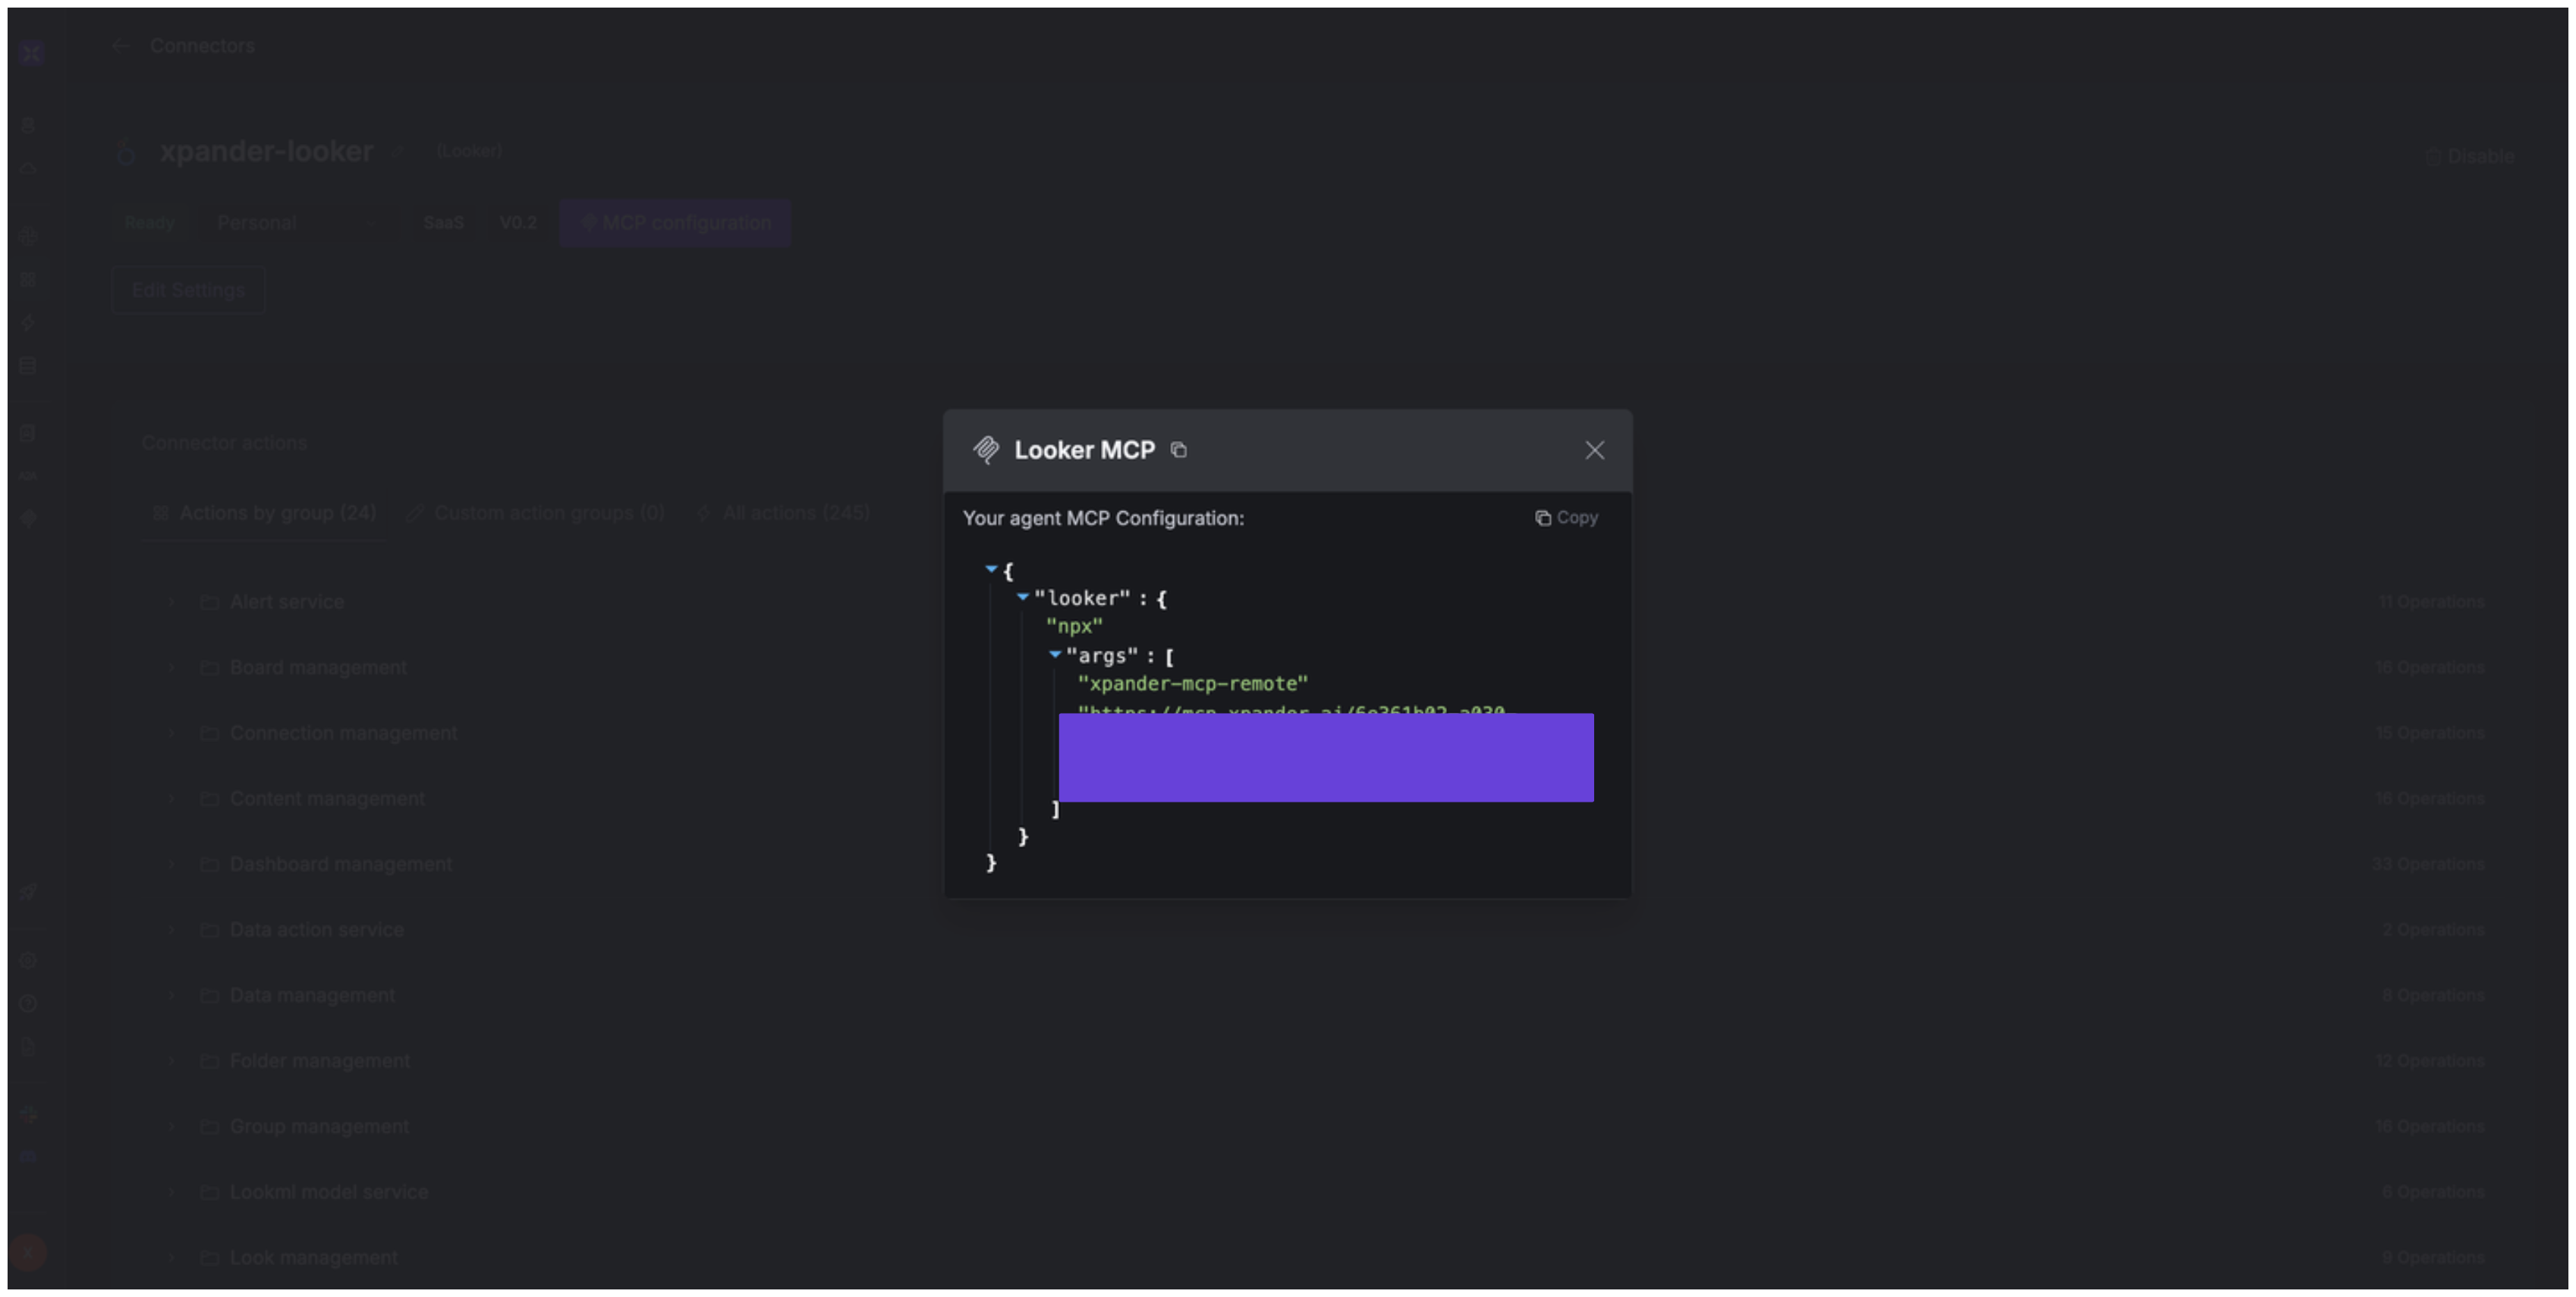 Connectors
xpander-looker (Looker)
Disable
Ready Personal SaaS V0.2 MCP configuration
Edit Settings
Connector actions
Actions by group (24) Custom action groups (0) All actions (245)
Alert service 11 Operations
Board management 16 Operations
Connection management 15 Operations
Content management 16 Operations
Dashboard management 33 Operations
Data action service 2 Operations
Data management 8 Operations
Folder management 12 Operations
Group management 16 Operations
Lookml model service 6 Operations
Look management 9 Operations
Looker MCP
Your agent MCP Configuration: Copy
{
"looker" : {
"npx"
"args" : [
"xpander-mcp-remote"
"https://mcp.xpander.ai/
]
}
}